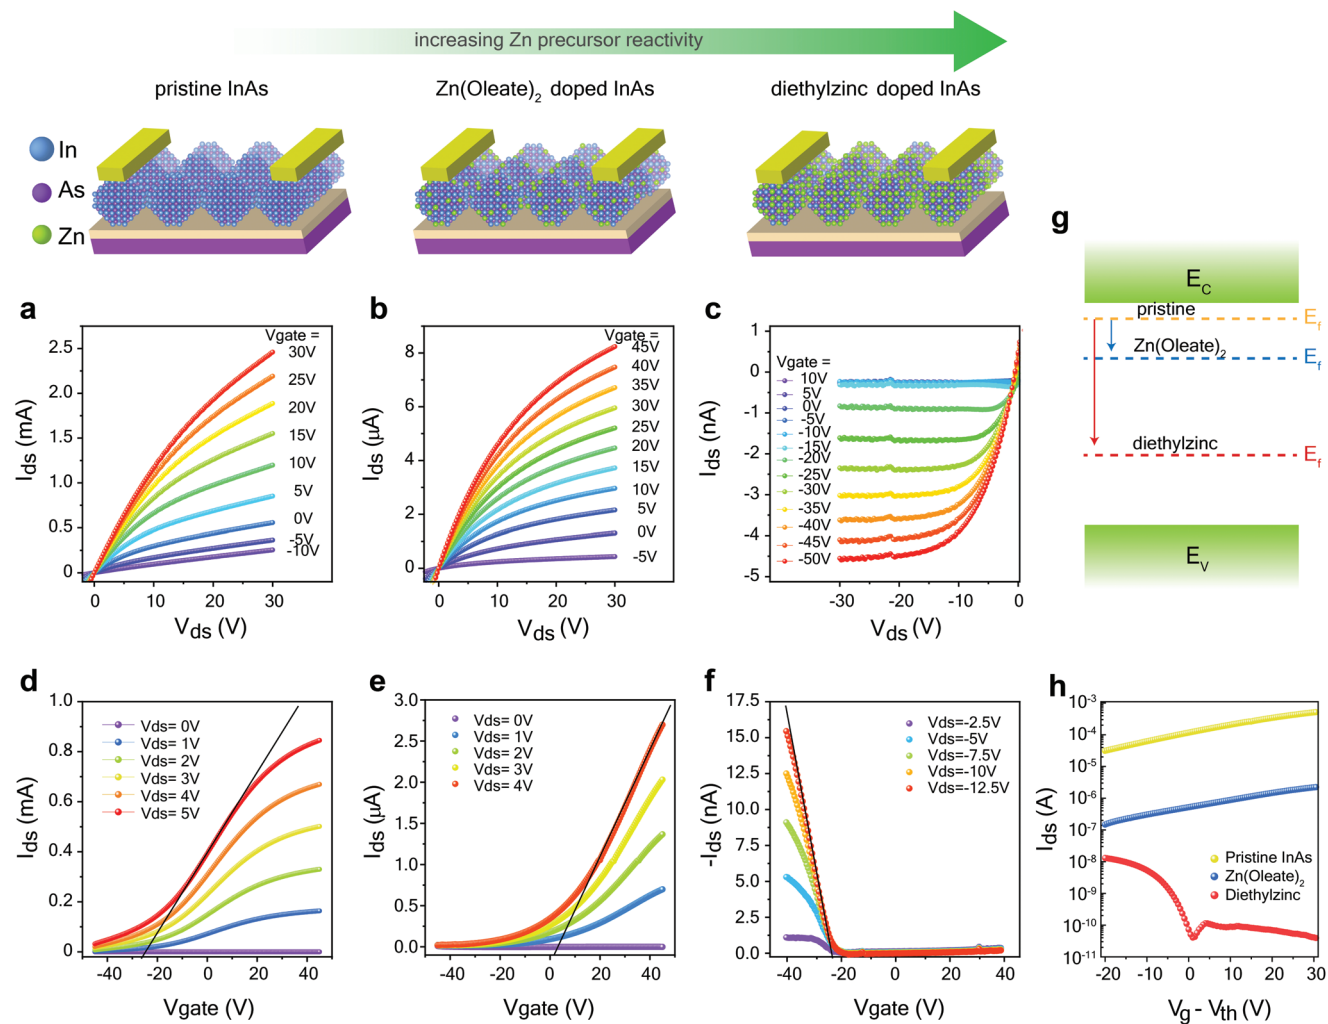 increasing Zn precursor reactivity
pristine InAs
Zn(Oleate)2 doped InAs
diethylzinc doped InAs
In
As
Zn
a
Vgate =
30V
25V
20V
15V
10V
5V
0V
-5V
-10V
2.5
2.0
1.5
1.0
0.5
0
Ids (mA)
0
10
20
30
Vds (V)
b
Vgate =
45V
40V
35V
30V
25V
20V
15V
10V
5V
0V
-5V
8
6
4
2
0
Ids (µA)
0
10
20
30
Vds (V)
c
Vgate =
10V
5V
0V
-5V
-10V
-15V
-20V
-25V
-30V
-35V
-40V
-45V
-50V
1
0
-1
-2
-3
-4
-5
Ids (nA)
-30
-20
-10
0
Vds (V)
g
EC
pristine
Ef
Zn(Oleate)2
Ef
diethylzinc
Ef
EV
d
Vds= 0V
Vds= 1V
Vds= 2V
Vds= 3V
Vds= 4V
Vds= 5V
1.0
0.8
0.6
0.4
0.2
0
Ids (mA)
-40
-20
0
20
40
Vgate (V)
e
Vds= 0V
Vds= 1V
Vds= 2V
Vds= 3V
Vds= 4V
3.0
2.5
2.0
1.5
1.0
0.5
0.0
Ids (µA)
-40
-20
0
20
40
Vgate (V)
f
Vds=-2.5V
Vds=-5V
Vds=-7.5V
Vds=-10V
Vds=-12.5V
17.5
15.0
12.5
10.0
7.5
5.0
2.5
0.0
-Ids (nA)
-40
-20
0
20
40
Vgate (V)
h
10-3
10-4
10-5
10-6
10-7
10-8
10-9
10-10
10-11
Ids (A)
Pristine InAs
Zn(Oleate)2
Diethylzinc
-20
-10
0
10
20
30
Vg - Vth (V)